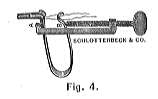 SCHLOTTERBECK & CO.
Fig. 4.